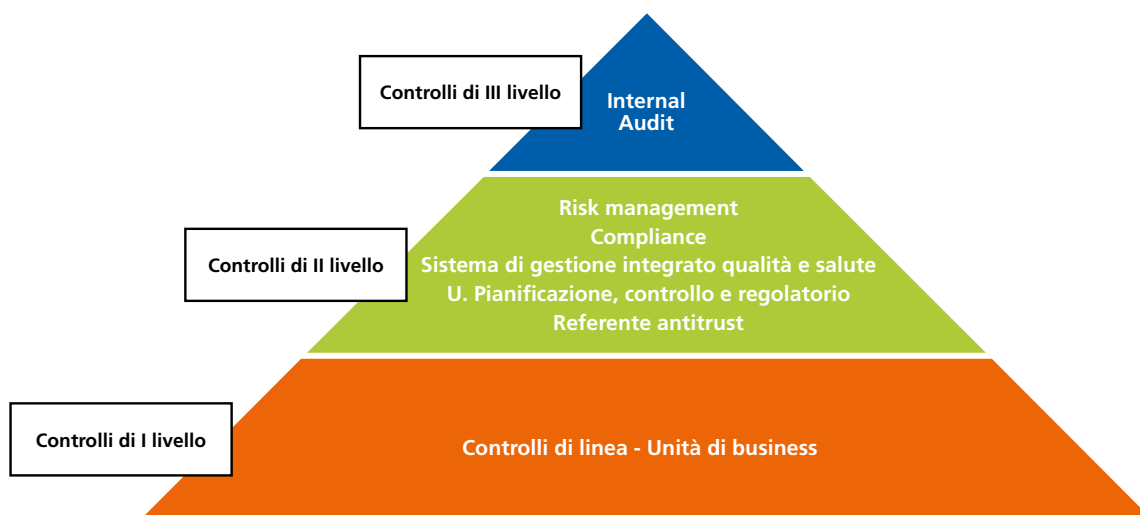 Controlli di III livello
Internal
Audit
Controlli di II livello
Risk management
Compliance
Sistema di gestione integrato qualità e salute
U. Pianificazione, controllo e regolatorio
Referente antitrust
Controlli di I livello
Controlli di linea - Unità di business